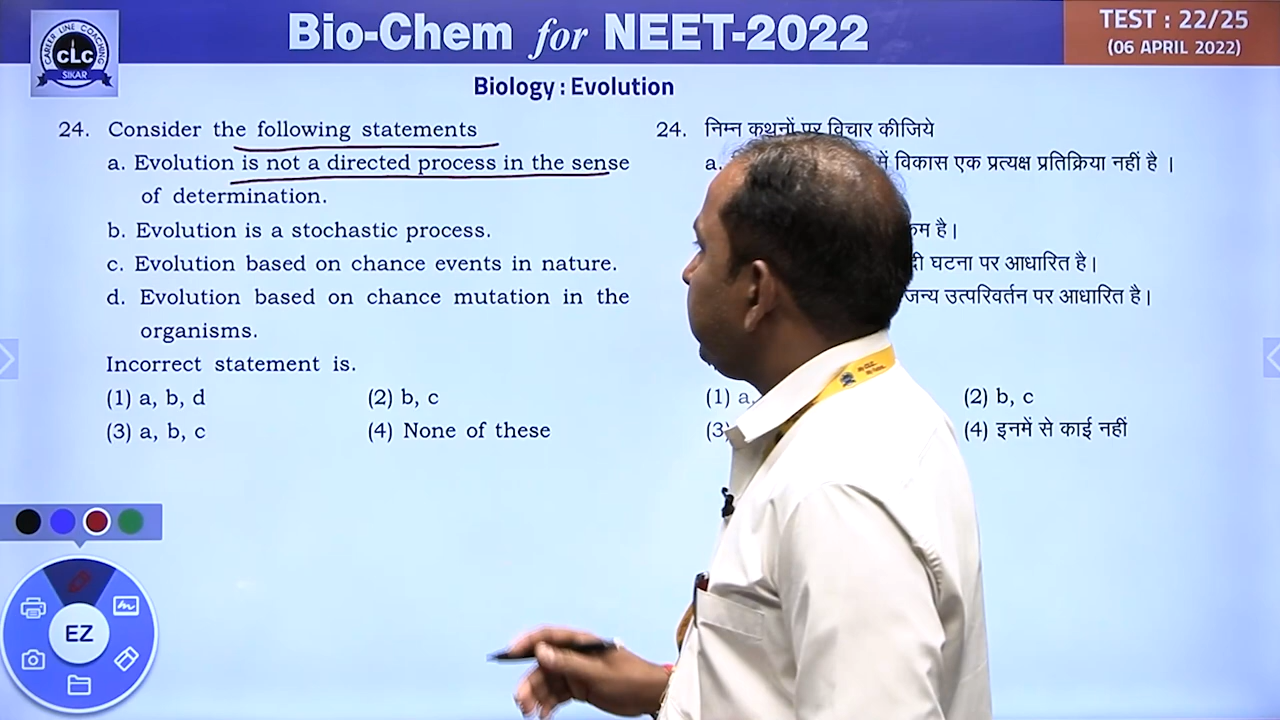 Bio-Chem for NEET-2022
TEST : 22/25
(06 APRIL 2022)
CAREER LINE COACHING
CLC
SIKAR
Biology : Evolution
24. Consider the following statements
a. Evolution is not a directed process in the sense
of determination.
b. Evolution is a stochastic process.
c. Evolution based on chance events in nature.
d. Evolution based on chance mutation in the
organisms.
Incorrect statement is.
(1) a, b, d (2) b, c
(3) a, b, c (4) None of these
24. निम्न कथनों पर विचार कीजिये
a. में विकास एक प्रत्यक्ष प्रतिक्रिया नहीं है ।
है।
घटना पर आधारित है।
उत्परिवर्तन पर आधारित है।
(1) a, (2) b, c
(3) (4) इनमें से काई नहीं
EZ